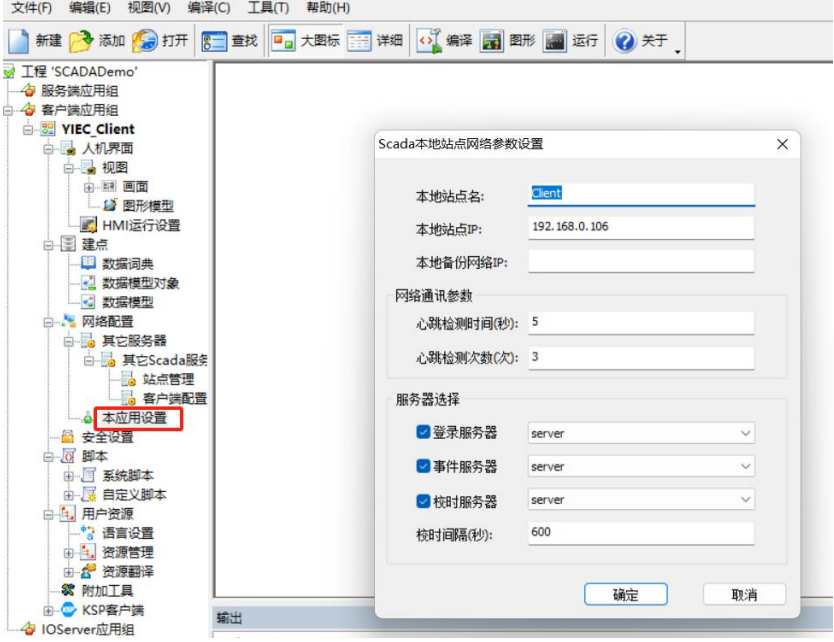 文件(F) 编辑(E) 视图(V) 编译(C) 工具(T) 帮助(H)
新建 添加 打开 查找 大图标 详细 编译 图形 运行 关于
工程 'SCADADemo'
服务端应用组
客户端应用组
YIEC_Client
人机界面
视图
画面
图形模型
HMI运行设置
建点
数据词典
数据模型对象
数据模型
网络配置
其它服务器
其它Scada服务
站点管理
客户端配置
本应用设置
安全设置
脚本
系统脚本
自定义脚本
用户资源
语言设置
资源管理
资源翻译
附加工具
KSP客户端
IOServer应用组
Scada本地站点网络参数设置
本地站点名: Client
本地站点IP: 192.168.0.106
本地备份网络IP:
网络通讯参数
心跳检测时间(秒): 5
心跳检测次数(次): 3
服务器选择
登录服务器 server
事件服务器 server
校时服务器 server
校时间隔(秒): 600
确定 取消
输出